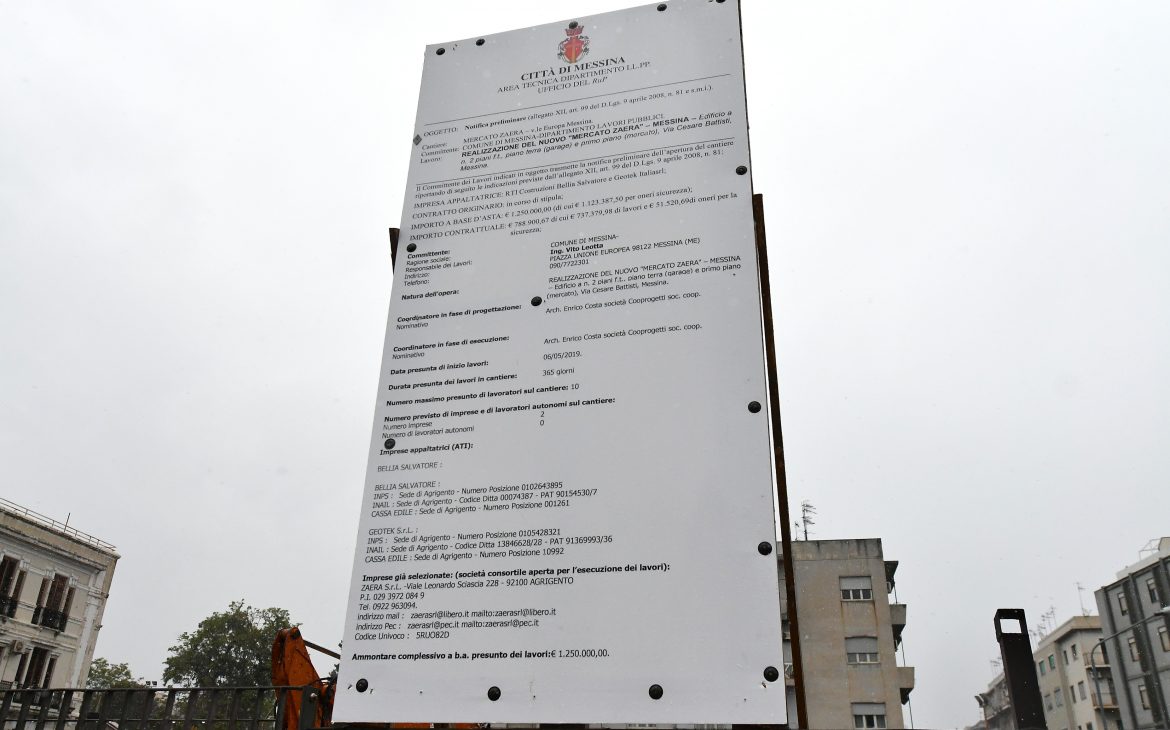 CITTÀ DI MESSINA
AREA TECNICA DIPARTIMENTO LL.PP.
UFFICIO DEL RuP
OGGETTO: Notifica preliminare (allegato XII, art. 99 del D.Lgs. 9 aprile 2008, n. 81 e s.m.i.).
Cantiere: MERCATO ZAERA – v.le Europa Messina.
Committente: COMUNE DI MESSINA-DIPARTIMENTO LAVORI PUBBLICI.
Lavoro: REALIZZAZIONE DEL NUOVO "MERCATO ZAERA" – MESSINA – Edificio a
n. 2 piani f.t., piano terra (garage) e primo piano (mercato), Via Cesare Battisti,
Messina.
Il Committente dei Lavori indicati in oggetto trasmette la notifica preliminare dell'apertura del cantiere
riportando di seguito le indicazioni previste dall'allegato XII, art. 99 del D.Lgs. 9 aprile 2008, n. 81;
IMPRESA APPALTATRICE: RTI Costruzioni Bellia Salvatore e Geotek Italiasrl;
CONTRATTO ORIGINARIO: in corso di stipula;
IMPORTO A BASE D'ASTA: € 1.250.000,00 (di cui € 1.123.387,50 per oneri sicurezza);
IMPORTO CONTRATTUALE: € 788.900,67 di cui € 737.379,98 di lavori e € 51.520,69di oneri per la
sicurezza;
Committente:
Ragione sociale: COMUNE DI MESSINA-
Responsabile dei Lavori: Ing. Vito Leotta
Indirizzo: PIAZZA UNIONE EUROPEA 98122 MESSINA (ME)
Telefono: 090/7722301
Natura dell'opera: REALIZZAZIONE DEL NUOVO "MERCATO ZAERA" – MESSINA
– Edificio a n. 2 piani f.t., piano terra (garage) e primo piano
(mercato), Via Cesare Battisti, Messina.
Coordinatore in fase di progettazione:
Nominativo Arch. Enrico Costa società Cooprogetti soc. coop.
Coordinatore in fase di esecuzione:
Nominativo Arch. Enrico Costa società Cooprogetti soc. coop.
Data presunta di inizio lavori: 06/05/2019.
Durata presunta dei lavori in cantiere: 365 giorni
Numero massimo presunto di lavoratori sul cantiere: 10
Numero previsto di imprese e di lavoratori autonomi sul cantiere:
Numero imprese 2
Numero di lavoratori autonomi 0
Imprese appaltatrici (ATI):
BELLIA SALVATORE :
BELLIA SALVATORE :
INPS : Sede di Agrigento - Numero Posizione 0102643895
INAIL : Sede di Agrigento - Codice Ditta 00074387 - PAT 90154530/7
CASSA EDILE : Sede di Agrigento - Numero Posizione 001261
GEOTEK S.r.L. :
INPS : Sede di Agrigento - Numero Posizione 0105428321
INAIL : Sede di Agrigento - Codice Ditta 13846628/28 - PAT 91369993/36
CASSA EDILE : Sede di Agrigento - Numero Posizione 10992
Imprese già selezionate: (società consortile aperta per l'esecuzione dei lavori):
ZAERA S.r.L. -Viale Leonardo Sciascia 228 - 92100 AGRIGENTO
P.I. 029 3972 084 9
Tel. 0922 963094.
indirizzo mail : zaerasrl@libero.it mailto:zaerasrl@libero.it
indirizzo Pec : zaerasrl@pec.it mailto:zaerasrl@pec.it
Codice Univoco : 5RUO82D
Ammontare complessivo a b.a. presunto dei lavori:€ 1.250.000,00.